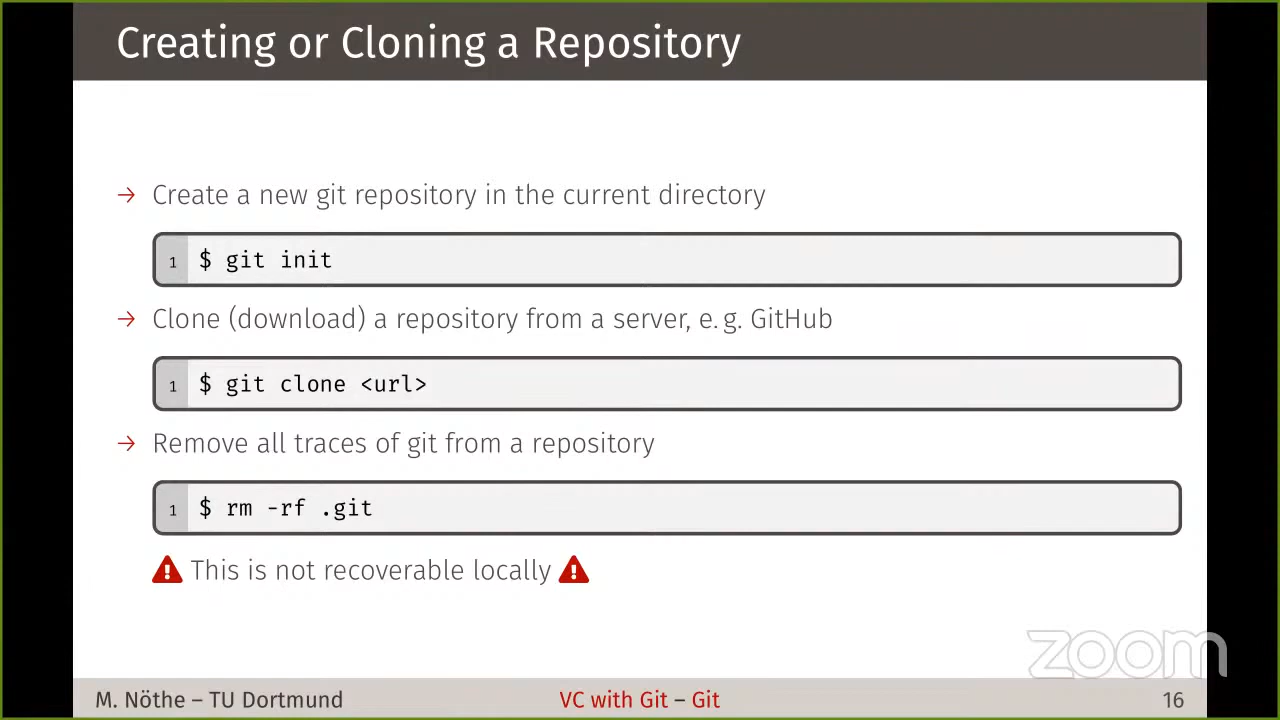 Creating or Cloning a Repository
→ Create a new git repository in the current directory
1 $ git init
→ Clone (download) a repository from a server, e. g. GitHub
1 $ git clone <url>
→ Remove all traces of git from a repository
1 $ rm -rf .git
This is not recoverable locally
zoom
M. Nöthe – TU Dortmund VC with Git – Git 16